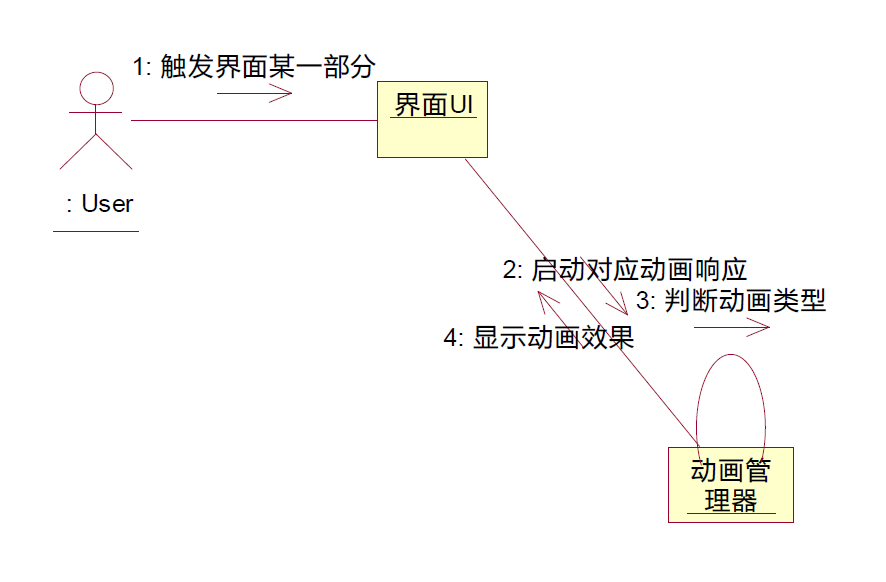 1: 触发界面某一部分
界面UI
: User
2: 启动对应动画响应
3: 判断动画类型
4: 显示动画效果
动画管
理器